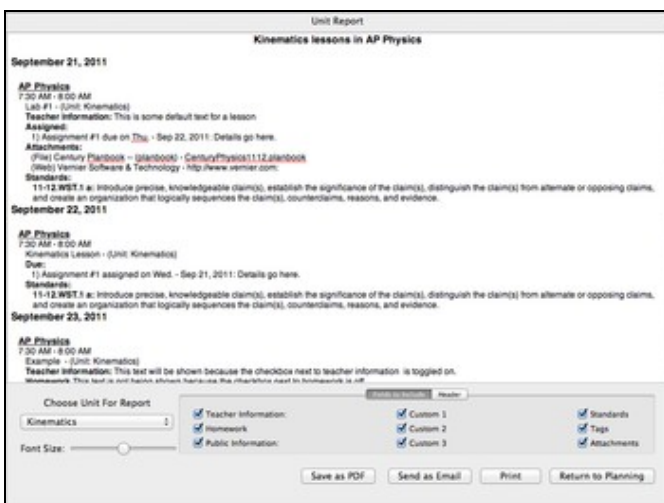 Unit Report
Kinematics lessons in AP Physics
September 21, 2011
AP Physics
7:30 AM - 8:00 AM
Lab #1 - (Unit: Kinematics)
Teacher Information: This is some default text for a lesson
Assigned:
1) Assignment #1 due on Thu. - Sep 22, 2011: Details go here.
Attachments:
(File) Century Planbook -- (planbook) - CenturyPhysics1112.planbook
(Web) Vernier Software & Technology - http://www.vernier.com:
Standards:
11-12.WST.1 a: Introduce precise, knowledgeable claim(s), establish the significance of the claim(s), distinguish the claim(s) from alternate or opposing claims,
and create an organization that logically sequences the claim(s), counterclaims, reasons, and evidence.
September 22, 2011
AP Physics
7:30 AM - 8:00 AM
Kinematics Lesson - (Unit: Kinematics)
Due:
1) Assignment #1 assigned on Wed. - Sep 21, 2011: Details go here.
Standards:
11-12.WST.1 a: Introduce precise, knowledgeable claim(s), establish the significance of the claim(s), distinguish the claim(s) from alternate or opposing claims,
and create an organization that logically sequences the claim(s), counterclaims, reasons, and evidence.
September 23, 2011
AP Physics
7:30 AM - 8:00 AM
Example - (Unit: Kinematics)
Teacher Information: This text will be shown because the checkbox next to teacher information is toggled on.
Homework This text is not being shown because the checkbox next to homework is off
Fields to Include Header
Choose Unit For Report
Kinematics
Font Size:
Teacher Information: Custom 1 Standards
Homework Custom 2 Tags
Public Information: Custom 3 Attachments
Save as PDF Send as Email Print Return to Planning